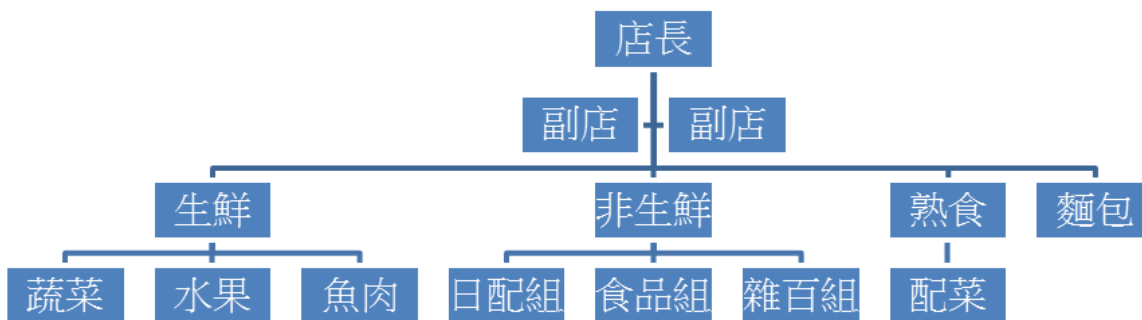 店長
副店 副店
生鮮 非生鮮 熟食 麵包
蔬菜 水果 魚肉 日配組 食品組 雜百組 配菜